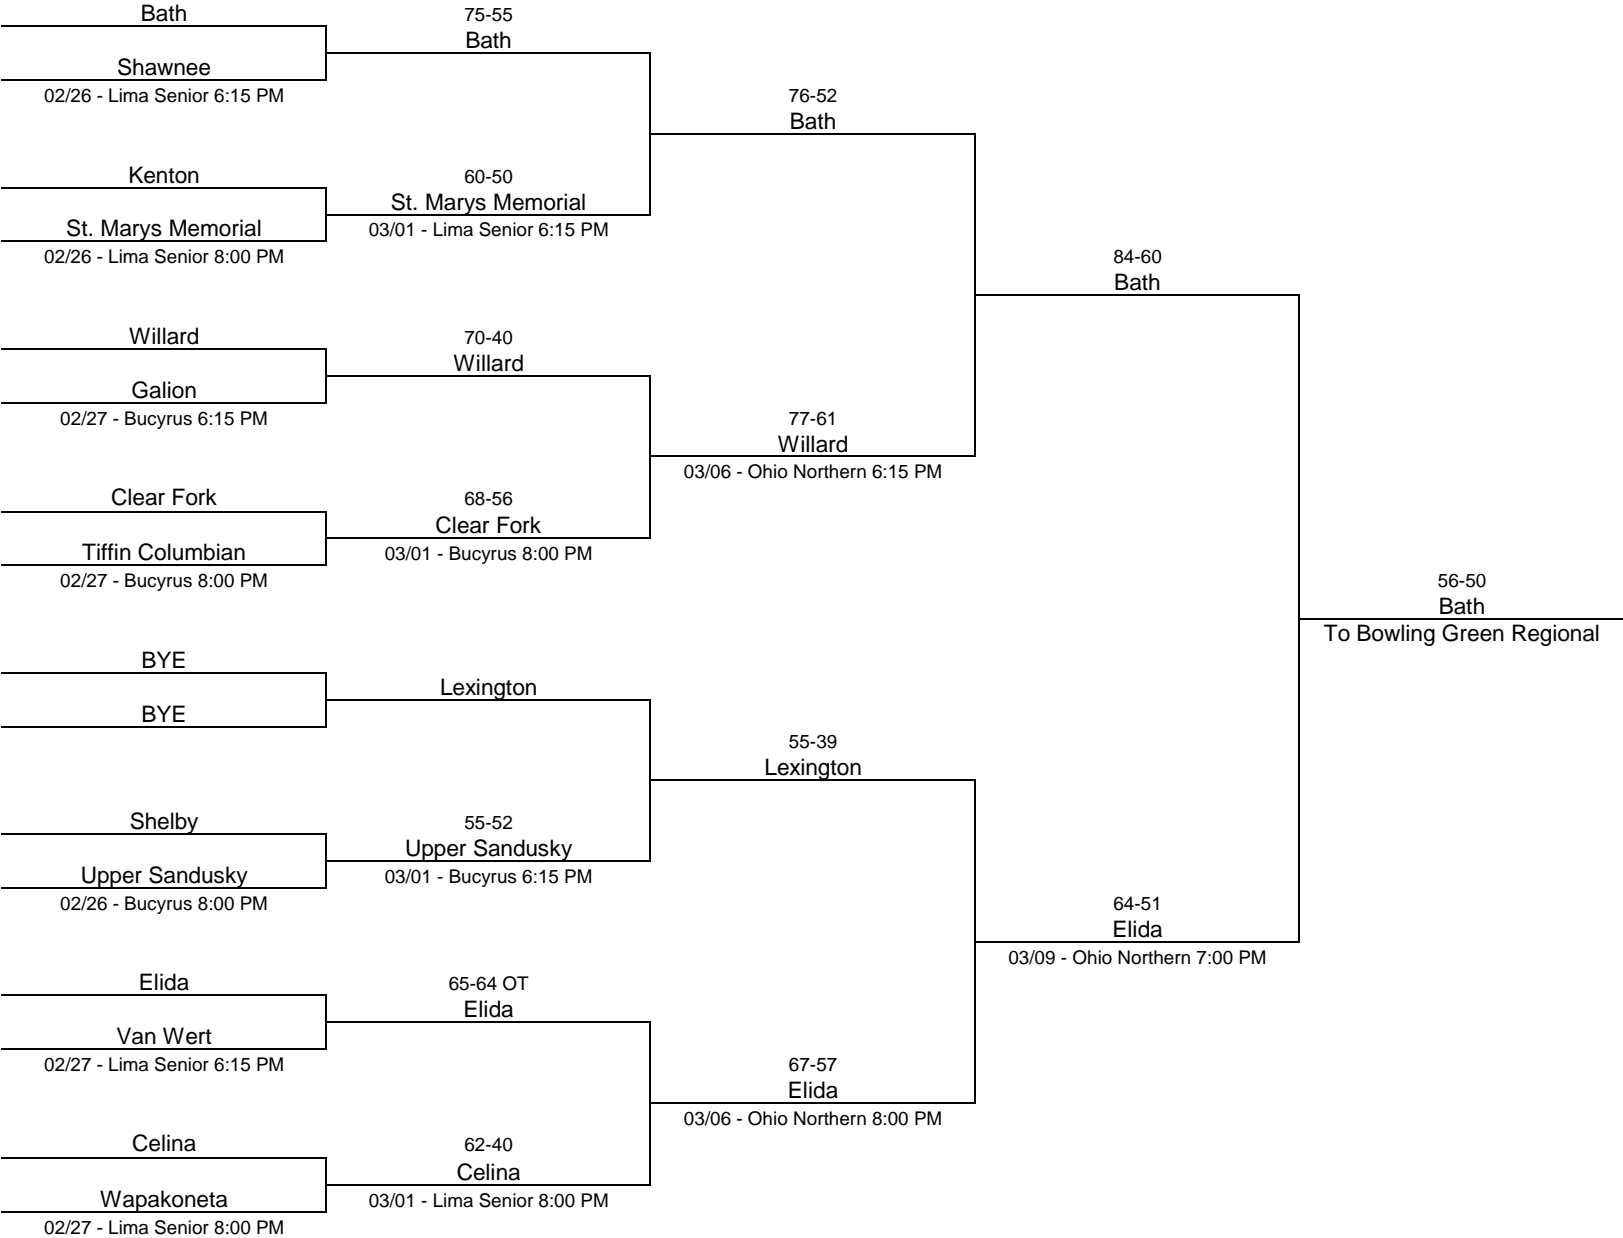 Bath
Shawnee
02/26 - Lima Senior 6:15 PM
Kenton
St. Marys Memorial
02/26 - Lima Senior 8:00 PM
Willard
Galion
02/27 - Bucyrus 6:15 PM
Clear Fork
Tiffin Columbian
02/27 - Bucyrus 8:00 PM
BYE
BYE
Shelby
Upper Sandusky
02/26 - Bucyrus 8:00 PM
Elida
Van Wert
02/27 - Lima Senior 6:15 PM
Celina
Wapakoneta
02/27 - Lima Senior 8:00 PM
75-55
Bath
60-50
St. Marys Memorial
03/01 - Lima Senior 6:15 PM
70-40
Willard
68-56
Clear Fork
03/01 - Bucyrus 8:00 PM
Lexington
55-52
Upper Sandusky
03/01 - Bucyrus 6:15 PM
65-64 OT
Elida
62-40
Celina
03/01 - Lima Senior 8:00 PM
76-52
Bath
77-61
Willard
03/06 - Ohio Northern 6:15 PM
55-39
Lexington
67-57
Elida
03/06 - Ohio Northern 8:00 PM
84-60
Bath
64-51
Elida
03/09 - Ohio Northern 7:00 PM
56-50
Bath
To Bowling Green Regional